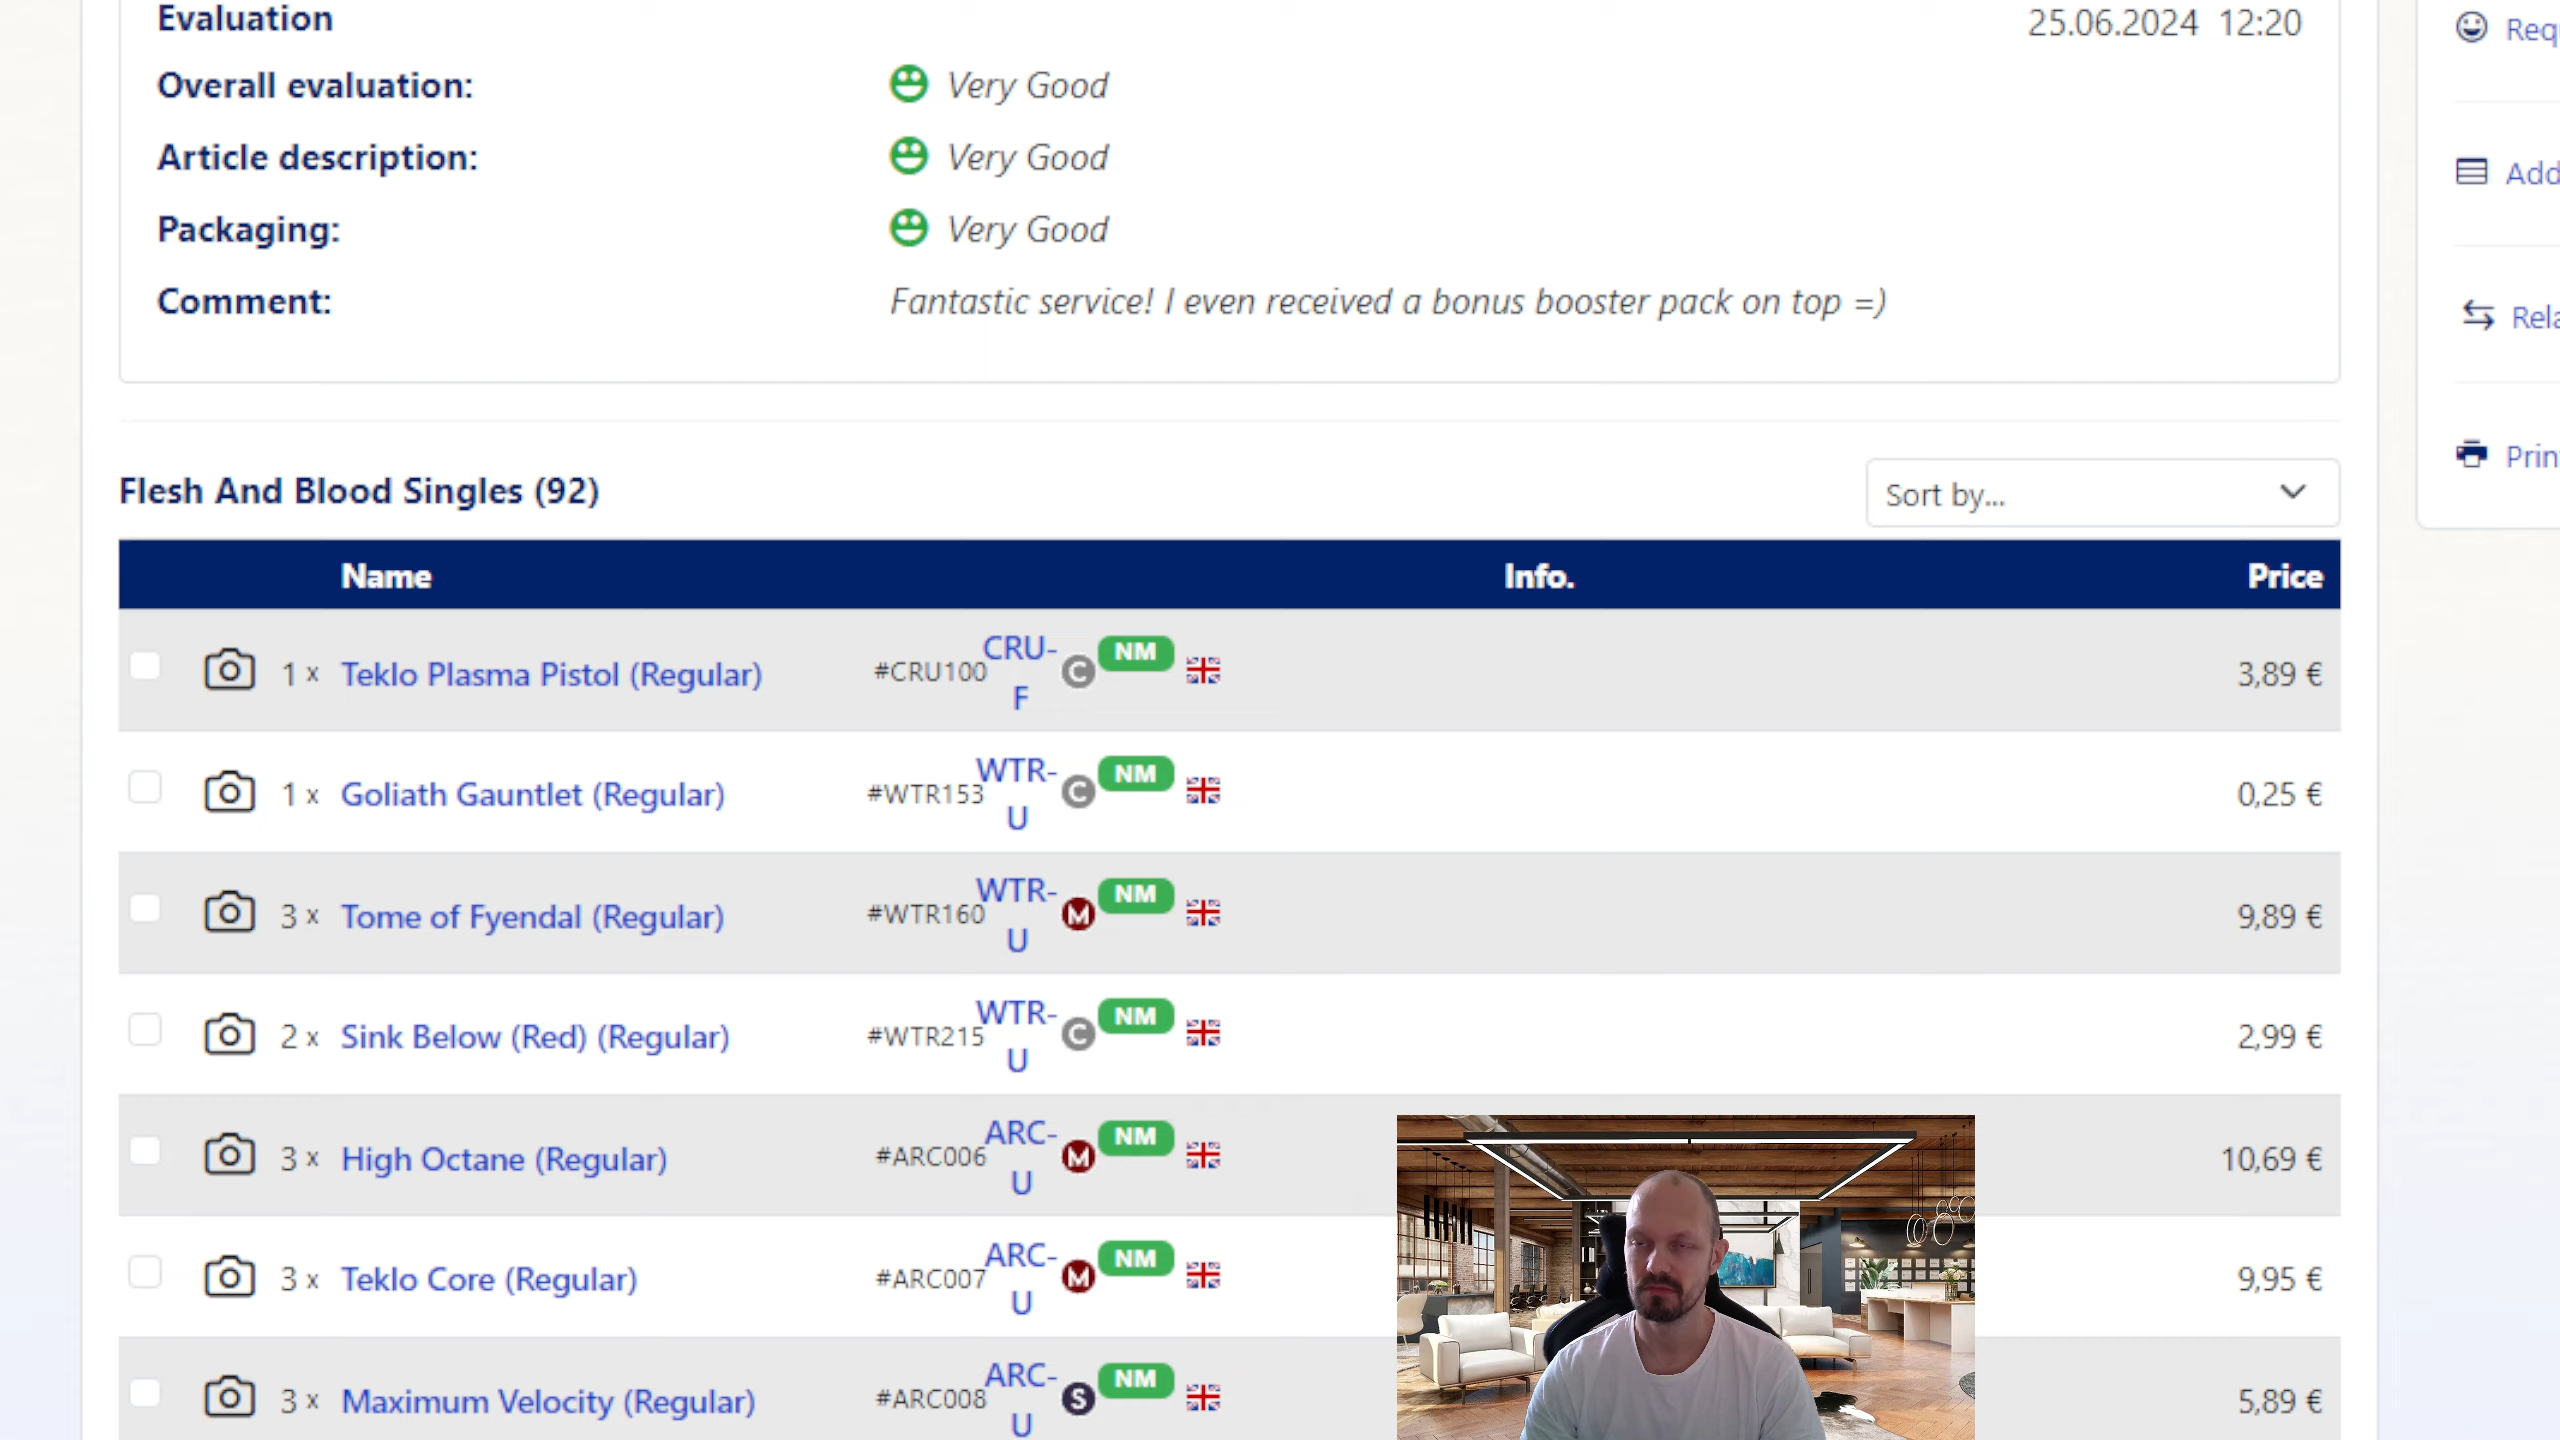 Evaluation 25.06.2024 12:20
Overall evaluation: Very Good
Article description: Very Good
Packaging: Very Good
Comment: Fantastic service! I even received a bonus booster pack on top =)
Flesh And Blood Singles (92) Sort by...
Name Info. Price
1 x Teklo Plasma Pistol (Regular) #CRU100 CRU-F C NM 3,89 €
1 x Goliath Gauntlet (Regular) #WTR153 WTR-U C NM 0,25 €
3 x Tome of Fyendal (Regular) #WTR160 WTR-U M NM 9,89 €
2 x Sink Below (Red) (Regular) #WTR215 WTR-U C NM 2,99 €
3 x High Octane (Regular) #ARC006 ARC-U M NM 10,69 €
3 x Teklo Core (Regular) #ARC007 ARC-U M NM 9,95 €
3 x Maximum Velocity (Regular) #ARC008 ARC-U S NM 5,89 €
Add
Prin